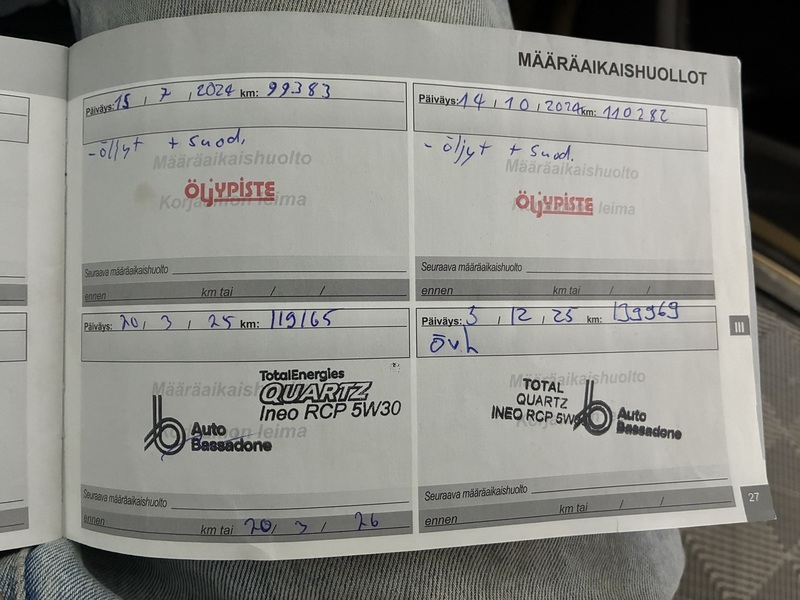 MÄÄRÄAIKAISHUOLLOT
Päiväys: 15 / 7 / 2024 km: 99383
- öljyt + suod.
Määräaikaishuolto
ÖLJYPISTE
Korjaamon leima
Seuraava määräaikaishuolto
ennen km tai / /
Päiväys: 14 / 10 / 2024 km: 110282
- öljyt + suod.
Määräaikaishuolto
ÖLJYPISTE
Korjaamon leima
Seuraava määräaikaishuolto
ennen km tai / /
Päiväys: 20 / 3 / 25 km: 119165
TotalEnergies
Määräaikaishuolto
QUARTZ
Ineo RCP 5W30
Auto
Bassadone
Korjaamon leima
Seuraava määräaikaishuolto
ennen km tai 20 / 3 / 26
Päiväys: 5 / 12 / 25 km: 139969
övh
Määräaikaishuolto
TOTAL
QUARTZ
INEO RCP 5W
Auto
Bassadone
Seuraava määräaikaishuolto
ennen km tai / /
III
27